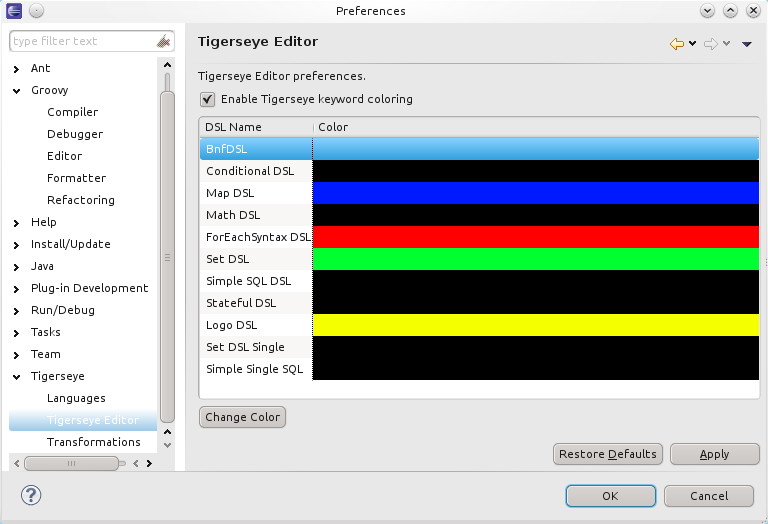 Preferences
type filter text
Ant
Groovy
Compiler
Debugger
Editor
Formatter
Refactoring
Help
Install/Update
Java
Plug-in Development
Run/Debug
Tasks
Team
Tigerseye
Languages
Tigerseye Editor
Transformations
Tigerseye Editor
Tigerseye Editor preferences.
Enable Tigerseye keyword coloring
DSL Name Color
BnfDSL
Conditional DSL
Map DSL
Math DSL
ForEachSyntax DSL
Set DSL
Simple SQL DSL
Stateful DSL
Logo DSL
Set DSL Single
Simple Single SQL
Change Color
Restore Defaults Apply
OK Cancel